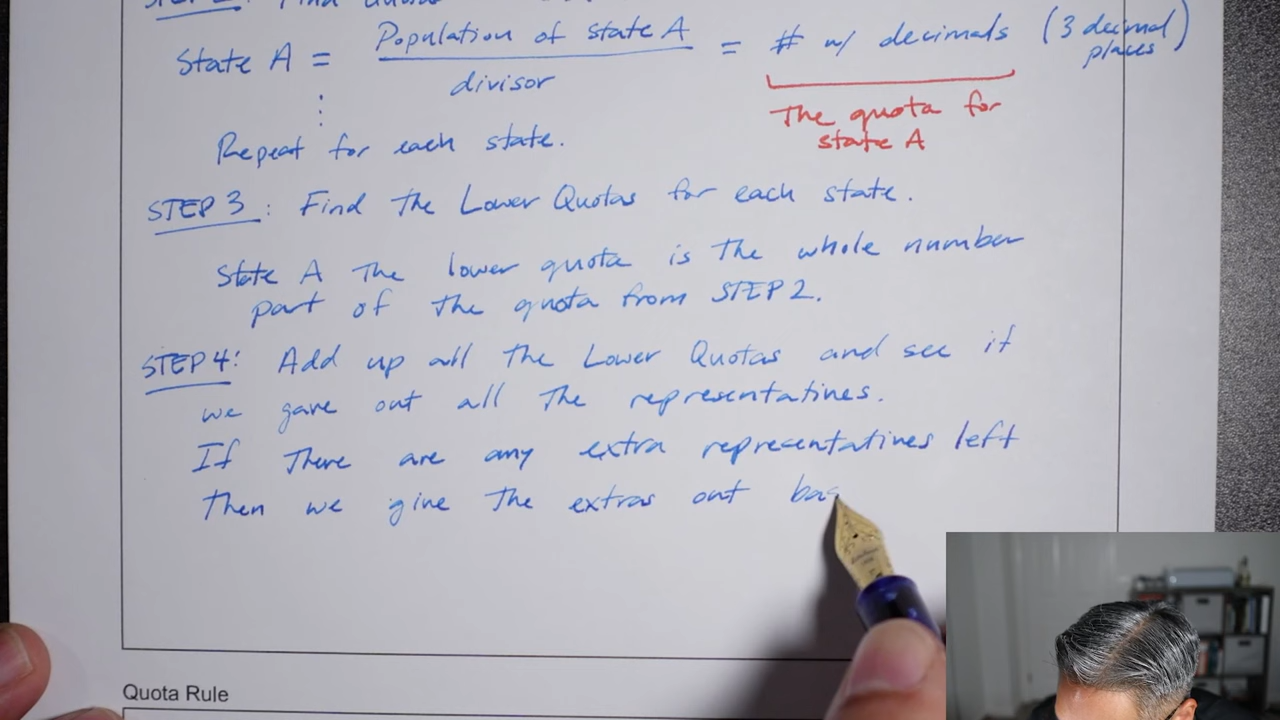 State A = Population of state A / divisor = # w/ decimals (3 decimal places)
The quota for
state A
Repeat for each state.
STEP 3: Find the Lower Quotas for each state.
State A the lower quota is the whole number
part of the quota from STEP 2.
STEP 4: Add up all the Lower Quotas and see if
we gave out all the representatives.
If there are any extra representatives left
then we give the extras out bas
Quota Rule